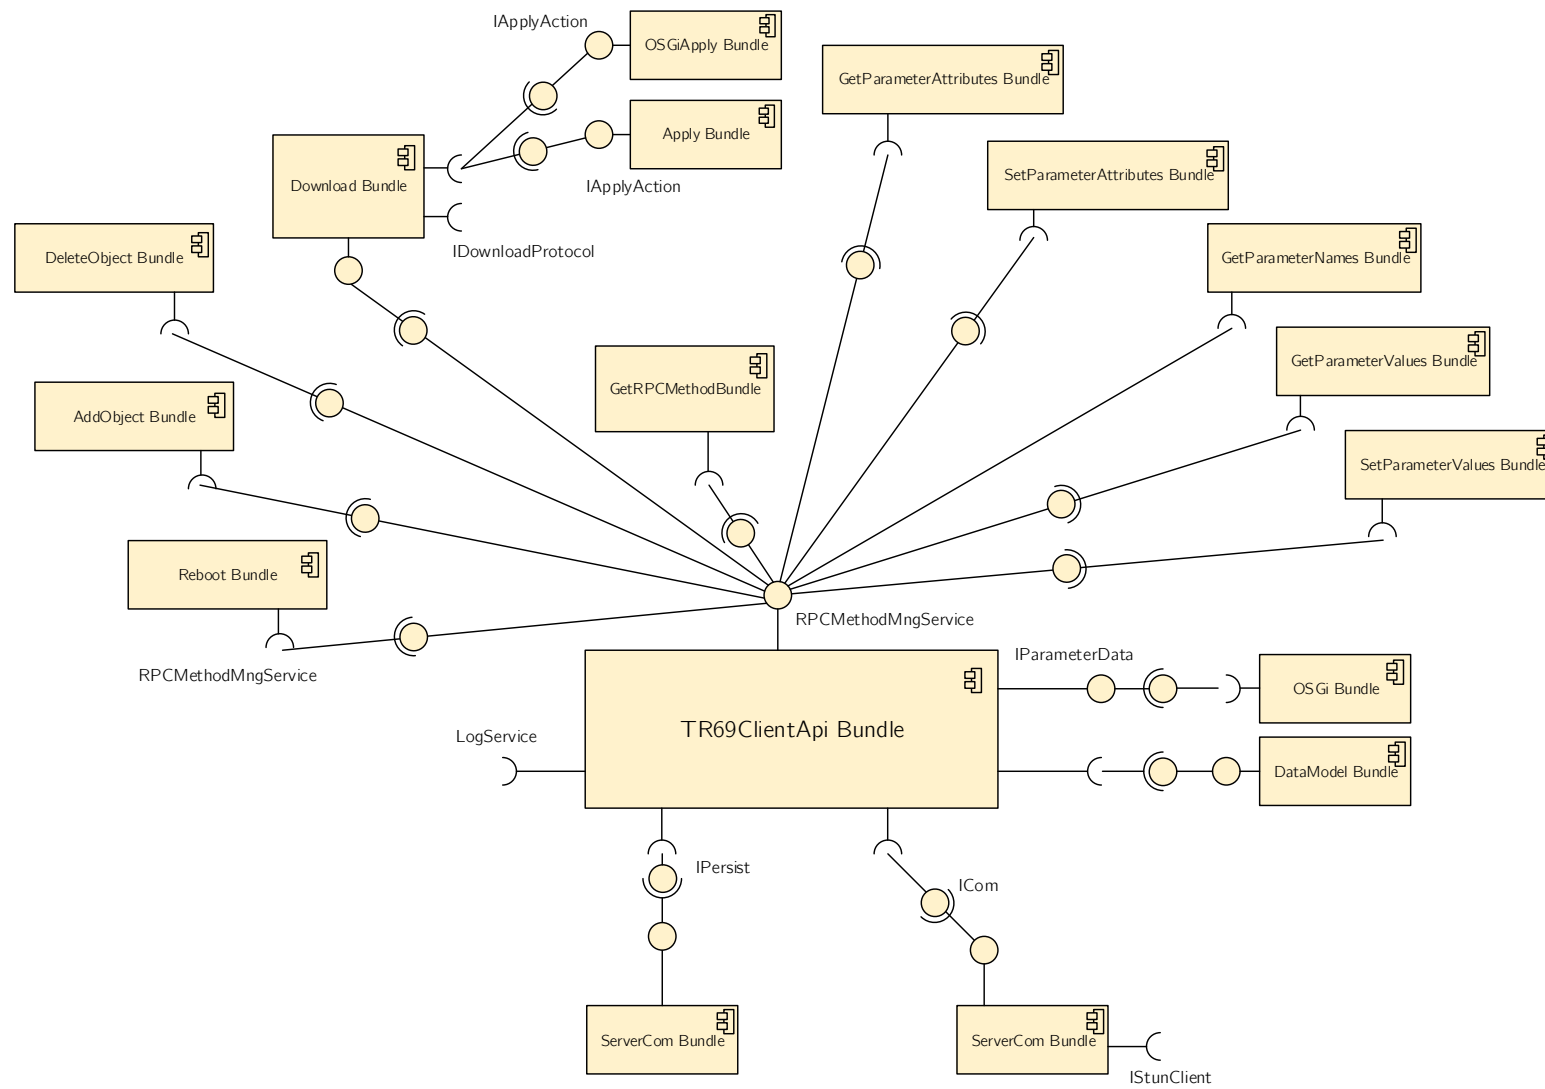 IApplyAction
OSGiApply Bundle
GetParameterAttributes Bundle
Apply Bundle
SetParameterAttributes Bundle
Download Bundle
IApplyAction
IDownloadProtocol
DeleteObject Bundle
GetParameterNames Bundle
GetParameterValues Bundle
GetRPCMethodBundle
AddObject Bundle
SetParameterValues Bundle
Reboot Bundle
RPCMethodMngService
RPCMethodMngService
IParameterData
OSGi Bundle
TR69ClientApi Bundle
LogService
DataModel Bundle
IPersist
ICom
ServerCom Bundle
ServerCom Bundle
IStunClient